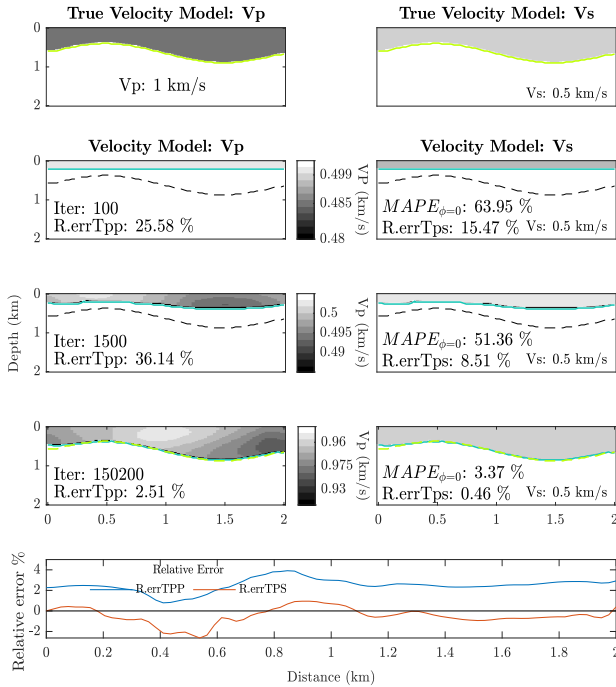 True Velocity Model: Vp
True Velocity Model: Vs
0
1
2
Vp: 1 km/s
Vs: 0.5 km/s
Velocity Model: Vp
Velocity Model: Vs
0
1
2
Iter: 100
R.errTpp: 25.58 %
0.499
0.485
0.48
VP (km/s)
MAPEϕ=0: 63.95 %
R.errTps: 15.47 %
Vs: 0.5 km/s
Depth (km)
0
1
2
Iter: 1500
R.errTpp: 36.14 %
0.5
0.495
0.49
Vp (km/s)
MAPEϕ=0: 51.36 %
R.errTps: 8.51 %
Vs: 0.5 km/s
0
1
2
Iter: 150200
R.errTpp: 2.51 %
0.96
0.975
0.93
Vp (km/s)
MAPEϕ=0: 3.37 %
R.errTps: 0.46 %
Vs: 0.5 km/s
0 0.5 1 1.5 2
0 0.5 1 1.5 2
Relative error %
4
2
0
-2
Relative Error
R.errTPP R.errTPS
0 0.2 0.4 0.6 0.8 1 1.2 1.4 1.6 1.8 2
Distance (km)